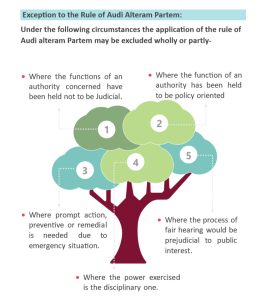 Exception to the Rule of Audi Alteram Partem:
Under the following circumstances the application of the rule of
Audi alteram Partem may be excluded wholly or partly-
• Where the functions of an
authority concerned have
been held not to be Judicial.
• Where the function of an
authority has been held
to be policy oriented
1
2
3
4
5
• Where prompt action,
preventive or remedial
is needed due to
emergency situation.
• Where the process of
fair hearing would be
prejudicial to public
interest.
• Where the power exercised
is the disciplinary one.